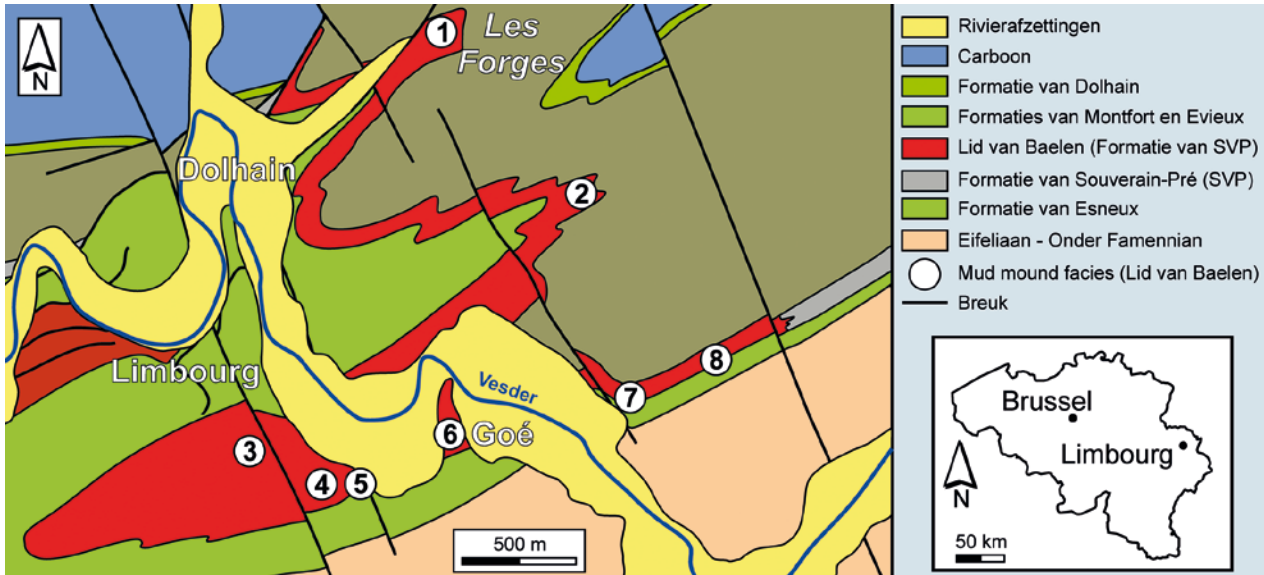 1
Les
Forges
N
Dolhain
2
Limbourg
Vesder
8
7
3
6
Goé
4
5
500 m
Rivierafzettingen
Carboon
Formatie van Dolhain
Formaties van Montfort en Evieux
Lid van Baelen (Formatie van SVP)
Formatie van Souverain-Pré (SVP)
Formatie van Esneux
Eifeliaan - Onder Famennian
Mud mound facies (Lid van Baelen)
Breuk
Brussel
Limbourg
N
50 km